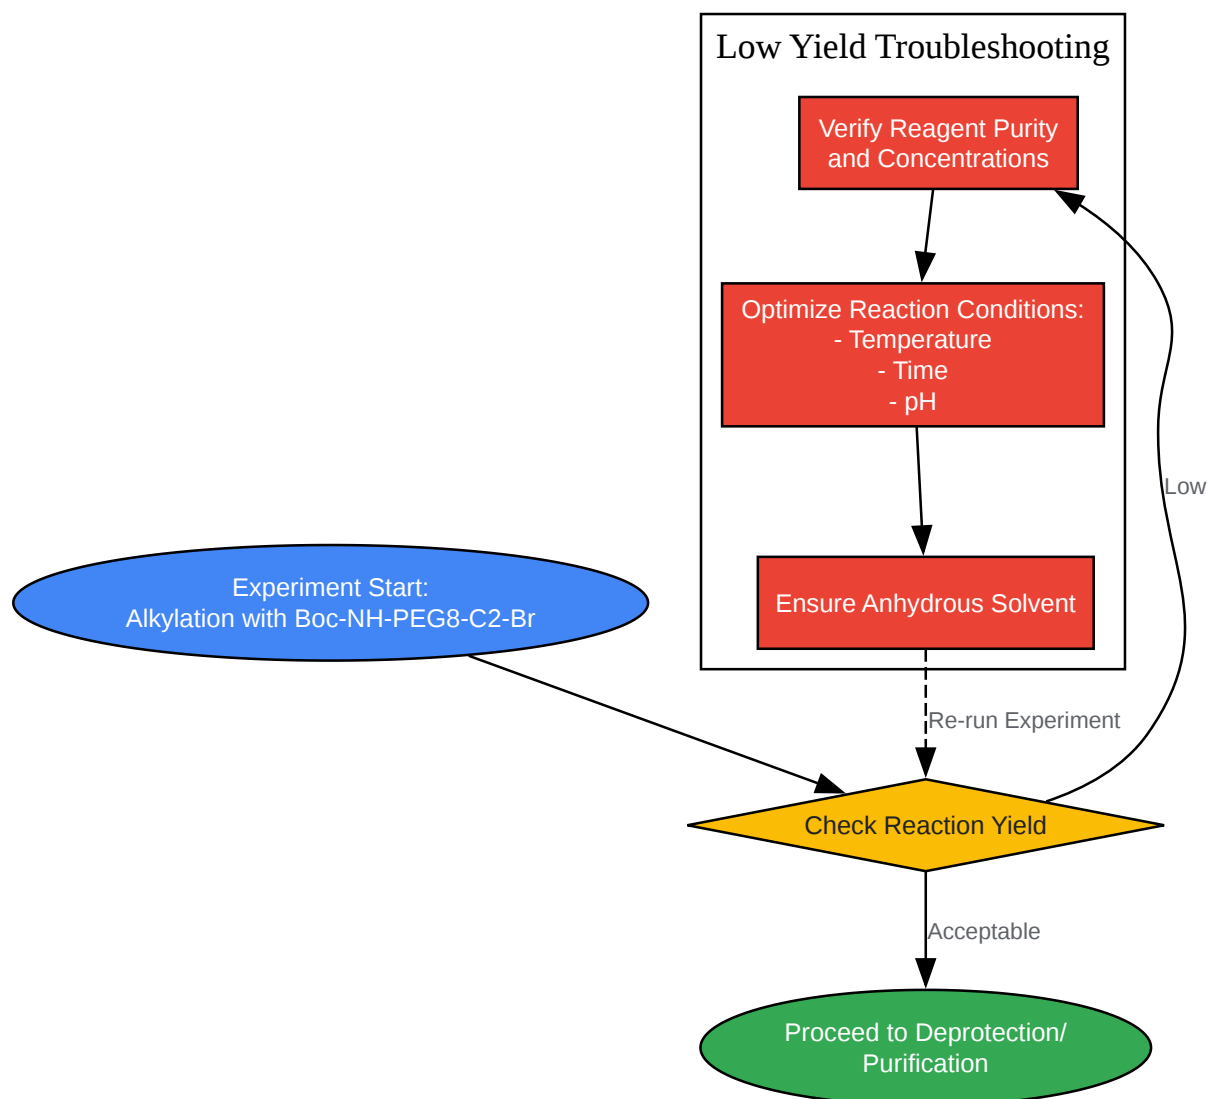 Low Yield Troubleshooting
Verify Reagent Purity
and Concentrations
Optimize Reaction Conditions:
- Temperature
- Time
- pH
Low
Experiment Start:
Alkylation with Boc-NH-PEG8-C2-Br
Ensure Anhydrous Solvent
Re-run Experiment
Check Reaction Yield
Acceptable
Proceed to Deprotection/
Purification